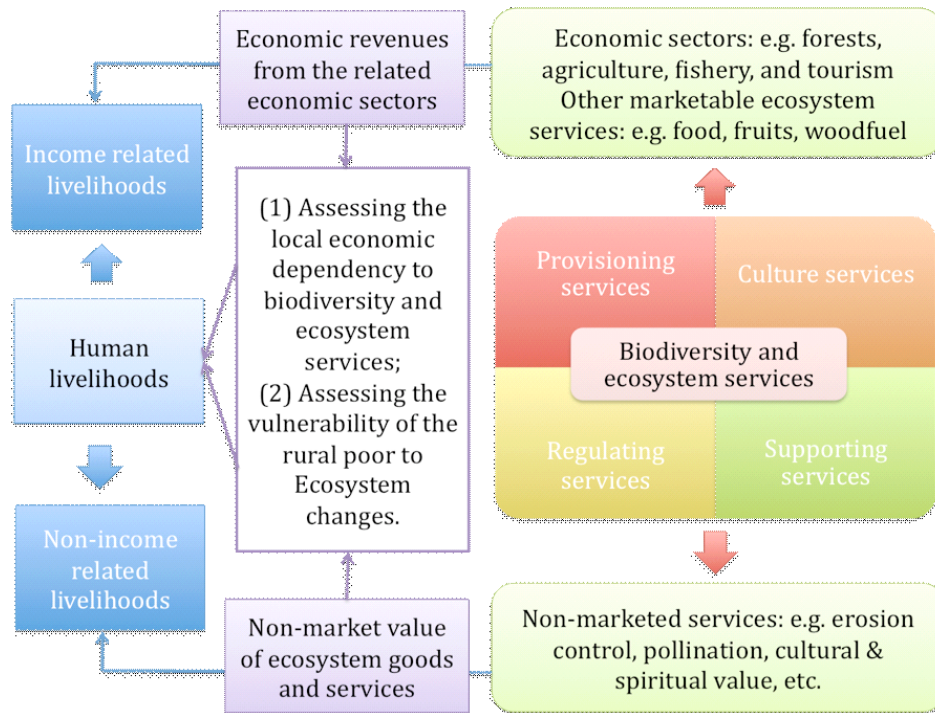 Economic revenues
from the related
economic sectors
Economic sectors: e.g. forests,
agriculture, fishery, and tourism
Other marketable ecosystem
services: e.g. food, fruits, woodfuel
Income related
livelihoods
(1) Assessing the
local economic
dependency to
biodiversity and
ecosystem
services;
(2) Assessing the
vulnerability of the
rural poor to
Ecosystem
changes.
Provisioning
services
Culture services
Human
livelihoods
Biodiversity and
ecosystem services
Regulating
services
Supporting
services
Non-income
related
livelihoods
Non-market value
of ecosystem goods
and services
Non-marketed services: e.g. erosion
control, pollination, cultural &
spiritual value, etc.